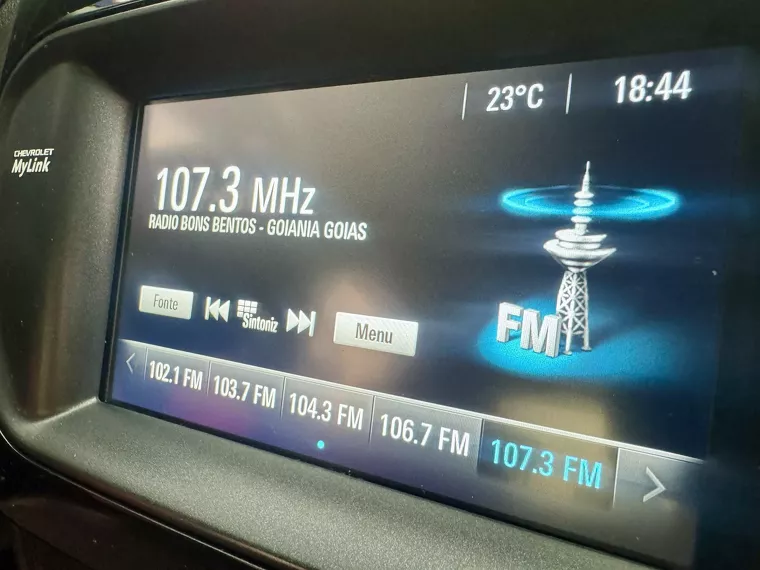 23°C
18:44
CHEVROLET
MyLink
107.3 MHz
RADIO BONS BENTOS - GOIANIA GOIAS
FM
Fonte
Sintoniz
Menu
102.1 FM
103.7 FM
104.3 FM
106.7 FM
107.3 FM